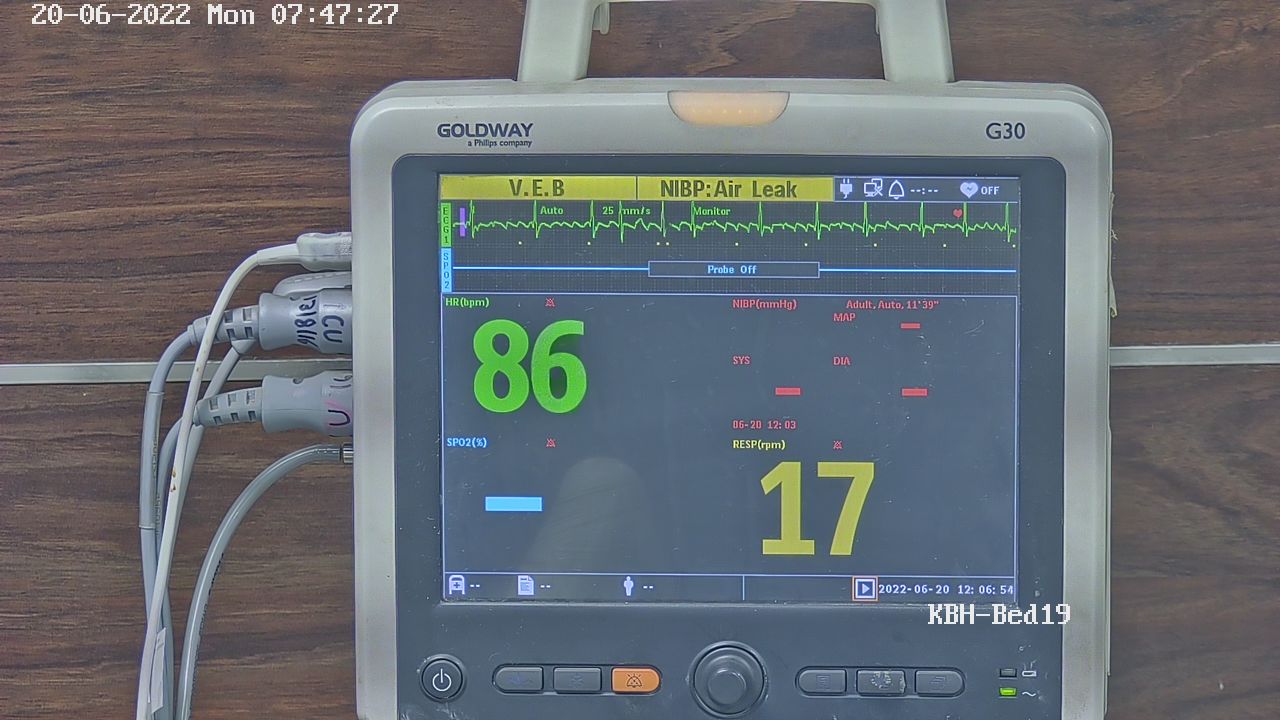 20-06-2022 Mon 07:47:27
GOLDWAY
a Philips company
G30
V.E.B
NIBP:Air Leak
--:--
OFF
ECG1
Auto
25 mm/s
Monitor
SPO2
Probe Off
HR(bpm)
86
NIBP(mmHg)
Adult, Auto, 11'39"
MAP
SYS
DIA
06-20 12:03
SPO2(%)
RESP(rpm)
17
--
--
--
2022-06-20 12:06:54
KBH-Bed19
ICU